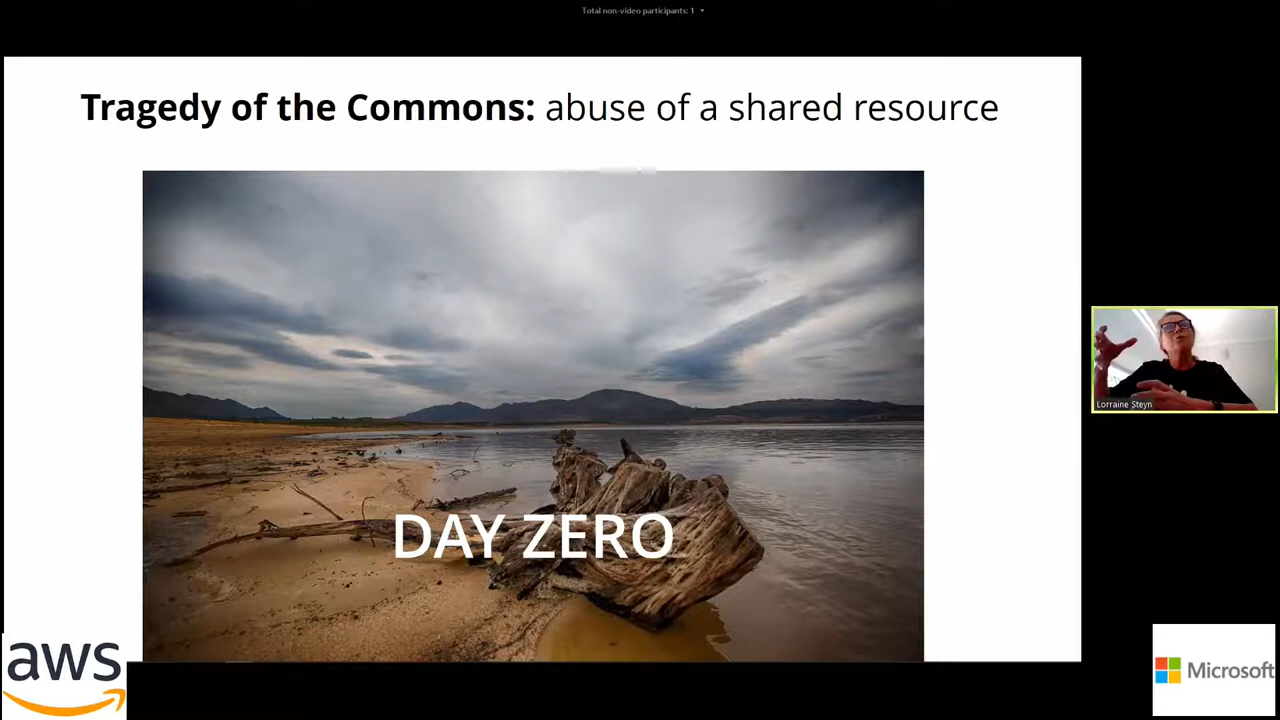 Total non-video participants: 1
Tragedy of the Commons: abuse of a shared resource
Lorraine Steyn
DAY ZERO
aws
Microsoft